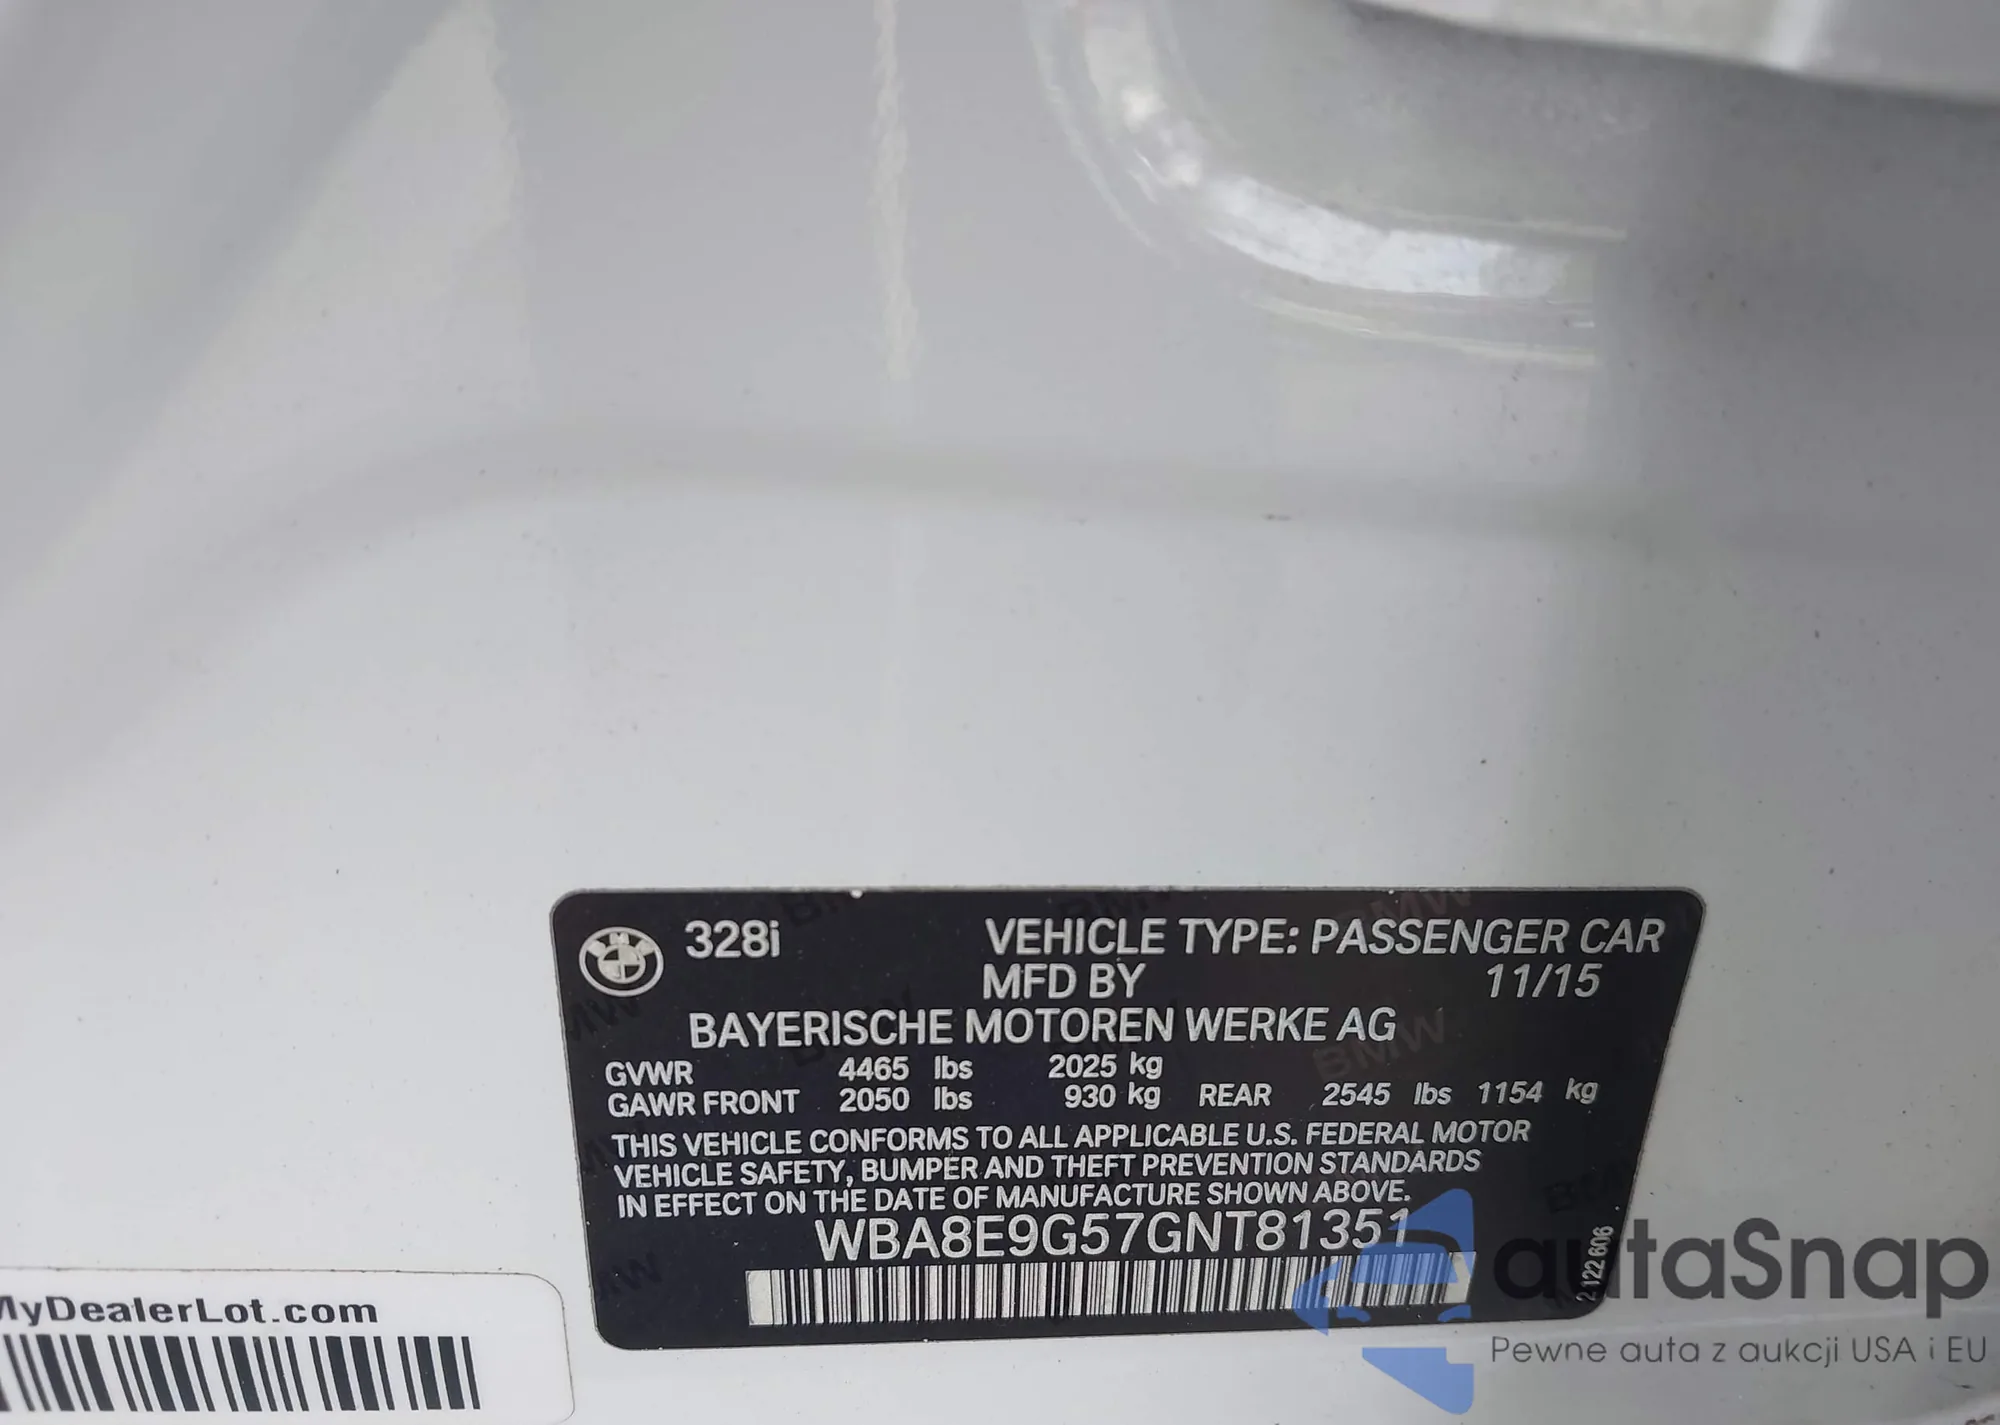 328i VEHICLE TYPE: PASSENGER CAR
MFD BY 11/15
BAYERISCHE MOTOREN WERKE AG
GVWR 4465 lbs 2025 kg
GAWR FRONT 2050 lbs 930 kg REAR 2545 lbs 1154 kg
THIS VEHICLE CONFORMS TO ALL APPLICABLE U.S. FEDERAL MOTOR
VEHICLE SAFETY, BUMPER AND THEFT PREVENTION STANDARDS
IN EFFECT ON THE DATE OF MANUFACTURE SHOWN ABOVE.
WBA8E9G57GNT81351
2122606
MyDealerLot.com
autaSnap
Pewne auta z aukcji USA i EU